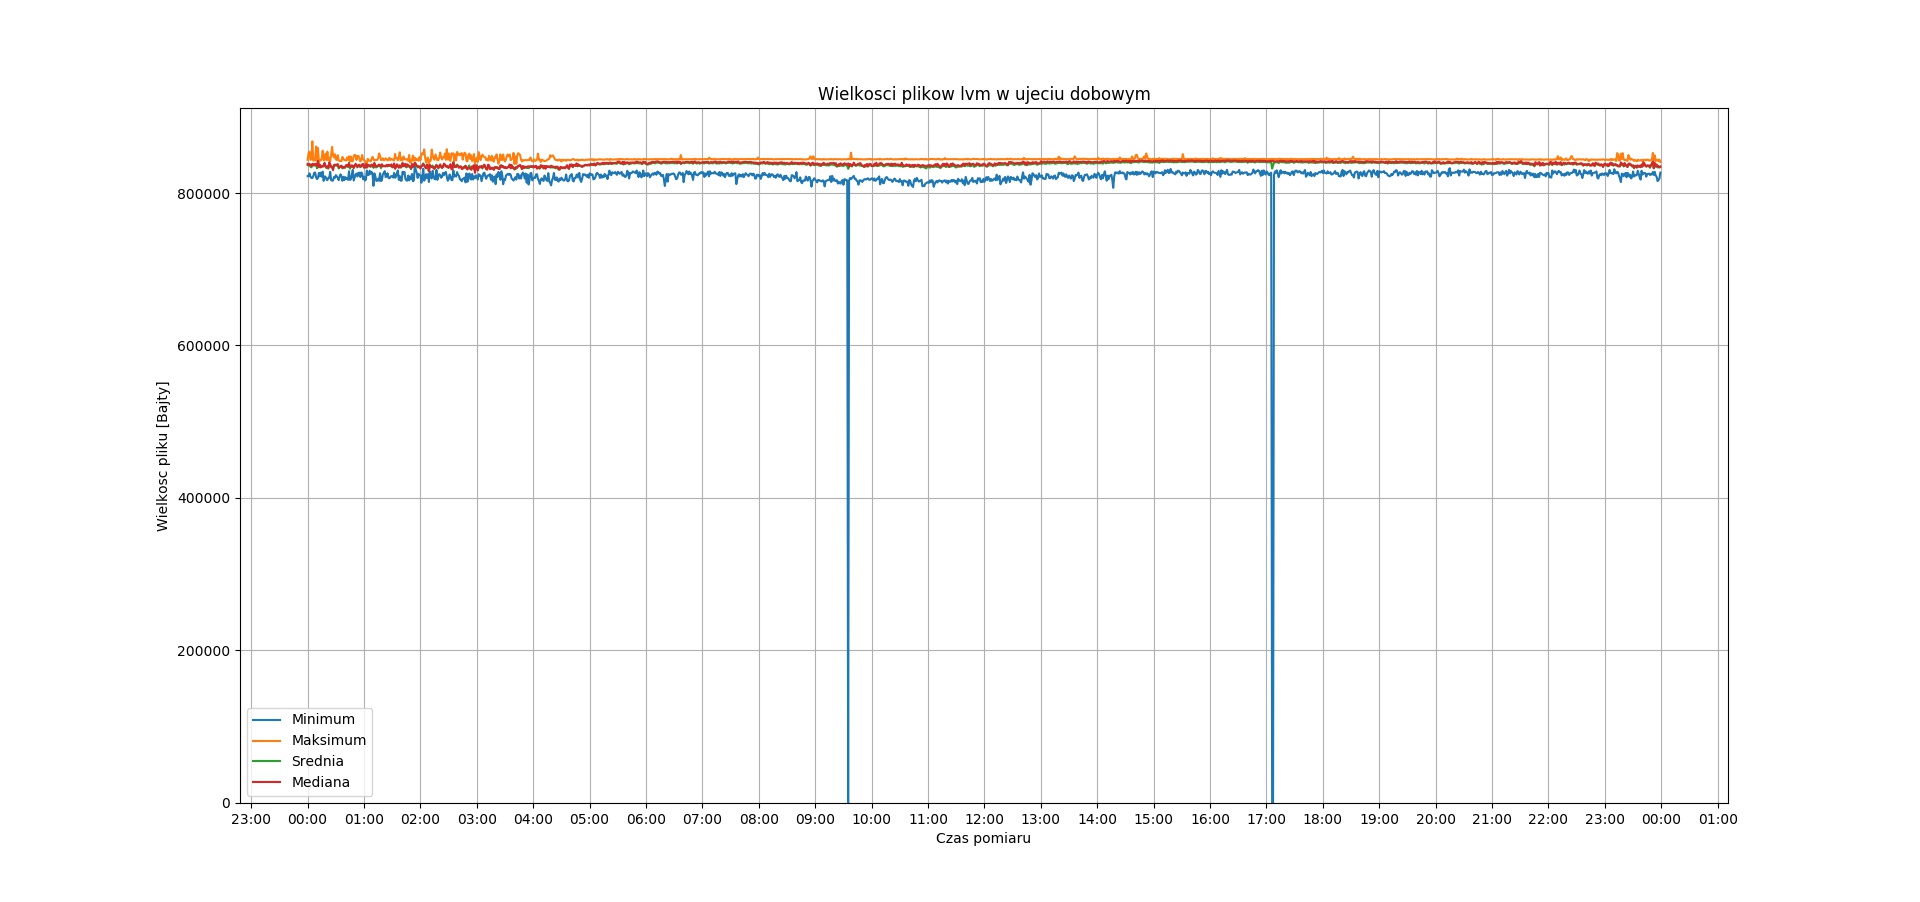 Wielkosci plikow lvm w ujeciu dobowym
800000
600000
400000
200000
0
Wielkosc pliku [Bajty]
Minimum
Maksimum
Srednia
Mediana
23:00 00:00 01:00 02:00 03:00 04:00 05:00 06:00 07:00 08:00 09:00 10:00 11:00 12:00 13:00 14:00 15:00 16:00 17:00 18:00 19:00 20:00 21:00 22:00 23:00 00:00 01:00
Czas pomiaru